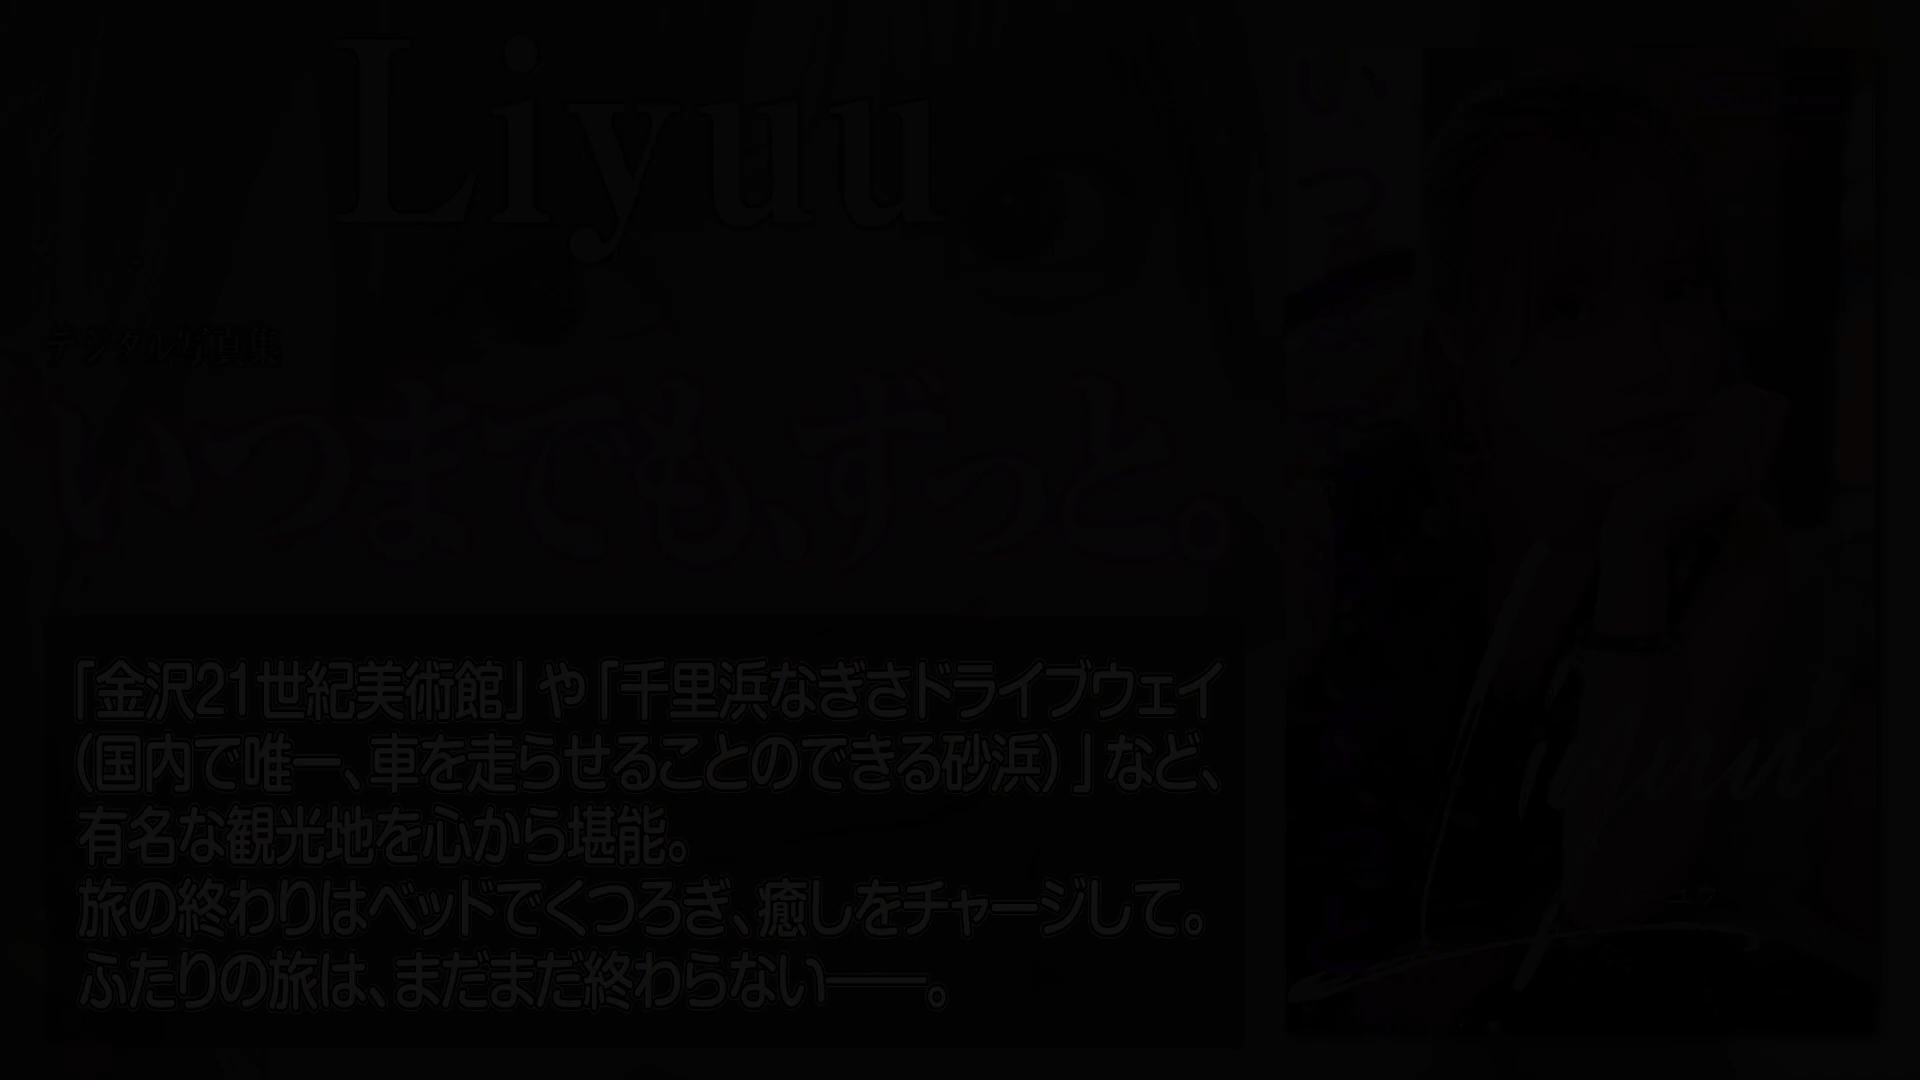 Liyuu
デジタル写真集
いつまでも、ずっと。
「金沢21世紀美術館」や「千里浜なぎさドライブウェイ
(国内で唯一、車を走らせることのできる砂浜)」など、
有名な観光地を心から堪能。
旅の終わりはベッドでくつろぎ、癒しをチャージして。
ふたりの旅は、まだまだ終わらない――。
Liyuu